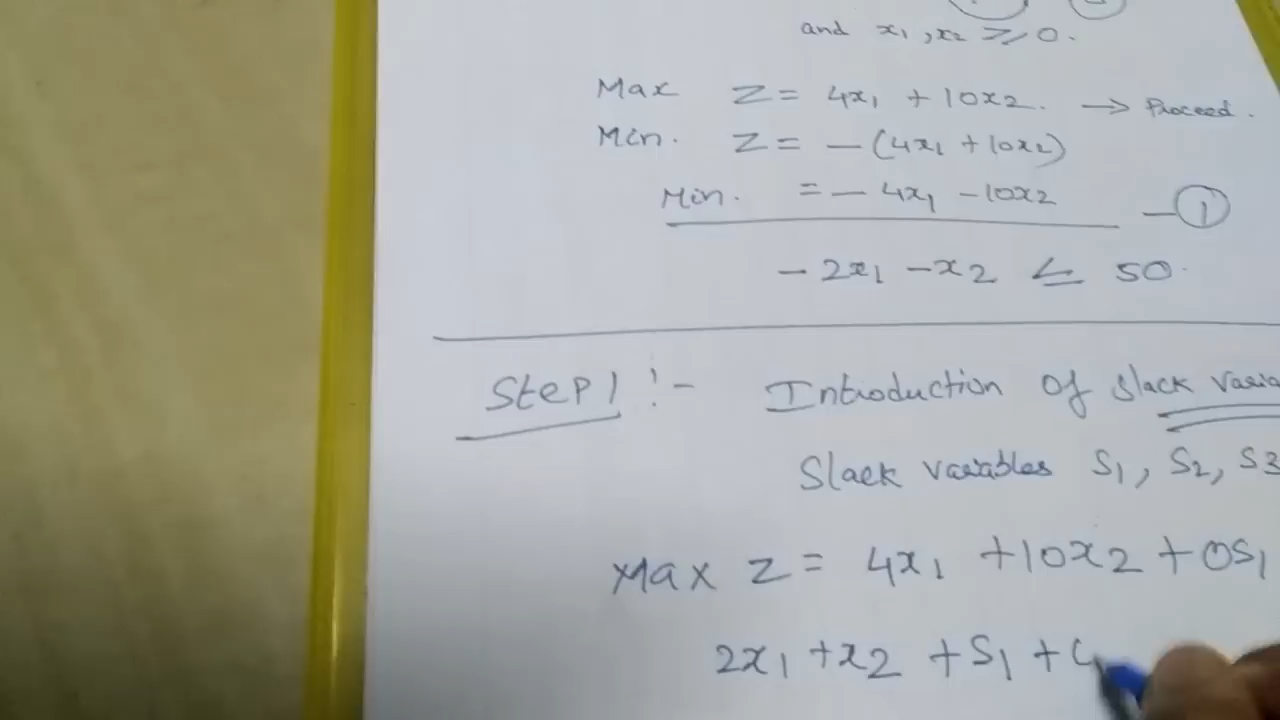 and x₁, x₂ ≥ 0.
Max Z = 4x₁ + 10x₂. → Proceed.
Min. Z = - (4x₁ + 10x₂)
Min. = - 4x₁ - 10x₂ - ①
- 2x₁ - x₂ ≤ 50.
Step 1 :- Introduction Of Slack
Slack variables S₁, S₂, S₃
Max Z = 4x₁ + 10x₂ + 0S₁
2x₁ + x₂ + S₁ +